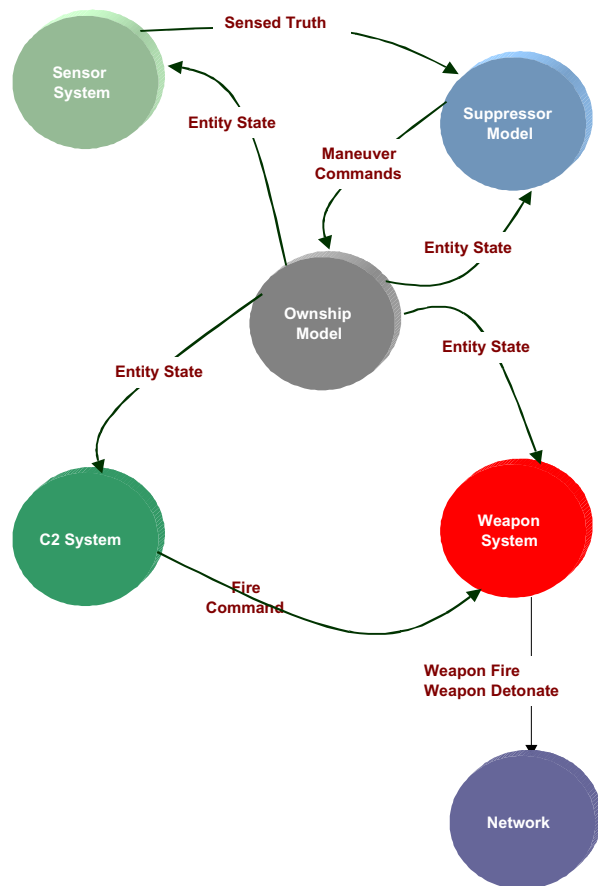 Sensed Truth
Sensor
System
Suppressor
Model
Entity State
Maneuver
Commands
Entity State
Ownship
Model
Entity State
Entity State
C2 System
Weapon
System
Fire
Command
Weapon Fire
Weapon Detonate
Network